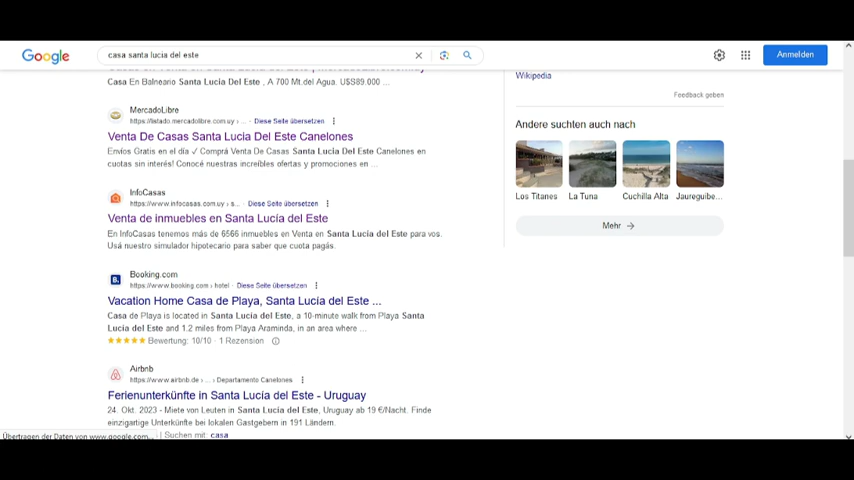 Google
casa santa lucia del este
Anmelden
Casa En Balneario Santa Lucia Del Este , A 700 Mt.del Agua. U$S89.000 ...
MercadoLibre
https://listado.mercadolibre.com.uy › ... · Diese Seite übersetzen
Venta De Casas Santa Lucia Del Este Canelones
Envíos Gratis en el día ✓ Comprá Venta De Casas Santa Lucia Del Este Canelones en
cuotas sin interés! Conocé nuestras increíbles ofertas y promociones en ...
InfoCasas
https://www.infocasas.com.uy › s... · Diese Seite übersetzen
Venta de inmuebles en Santa Lucía del Este
En InfoCasas tenemos más de 6566 inmuebles en Venta en Santa Lucía del Este para vos.
Usá nuestro simulador hipotecario para saber que cuota pagás.
Booking.com
https://www.booking.com › hotel · Diese Seite übersetzen
Vacation Home Casa de Playa, Santa Lucía del Este ...
Casa de Playa is located in Santa Lucía del Este, a 10-minute walk from Playa Santa
Lucía del Este and 1.2 miles from Playa Araminda, in an area where ...
Bewertung: 10/10 · 1 Rezension
Airbnb
https://www.airbnb.de › ... › Departamento Canelones
Ferienunterkünfte in Santa Lucía del Este - Uruguay
24. Okt. 2023 - Miete von Leuten in Santa Lucía del Este, Uruguay ab 19 €/Nacht. Finde
einzigartige Unterkünfte bei lokalen Gastgebern in 191 Ländern.
Übertragen der Daten von www.google.com... | Suchen mit: casa
Wikipedia
Feedback geben
Andere suchten auch nach
Los Titanes
La Tuna
Cuchilla Alta
Jaureguibe...
Mehr →